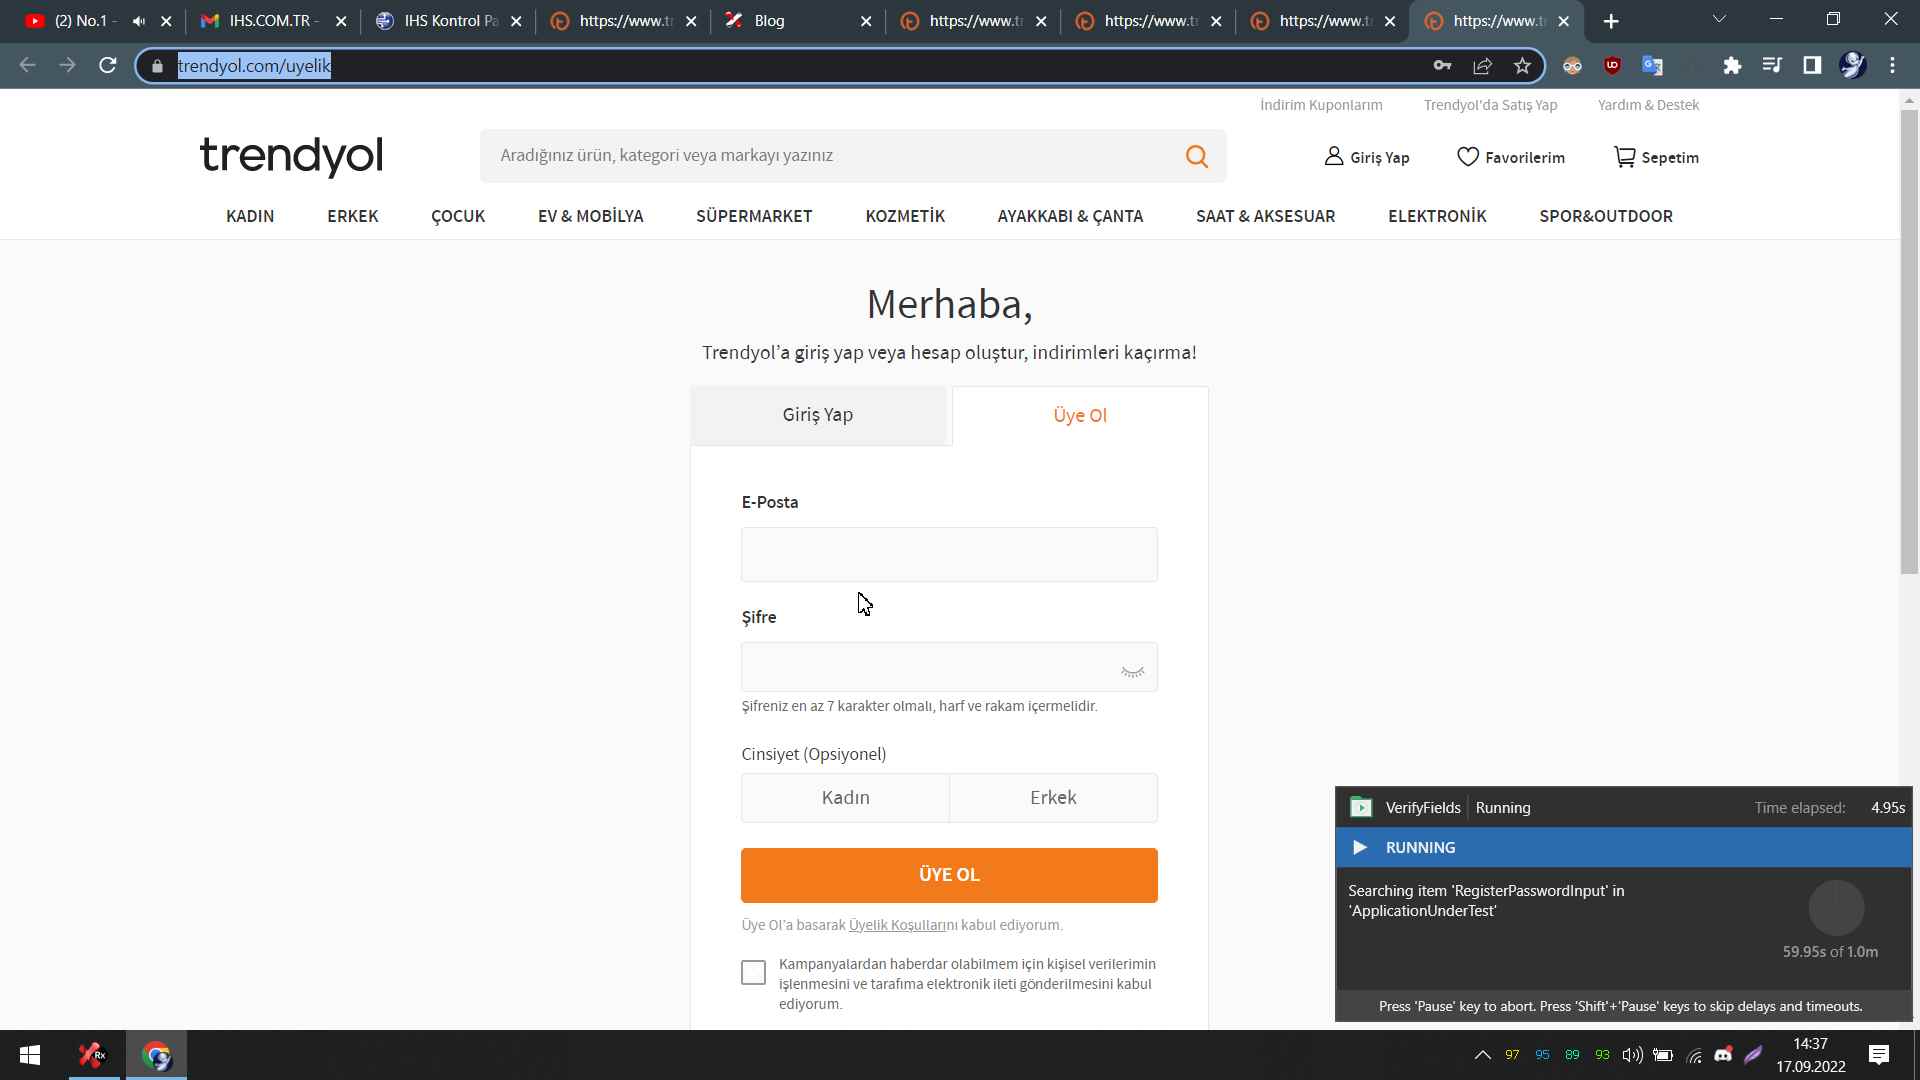 (2) No.1 -
IHS.COM.TR -
IHS Kontrol Pa
https://www.t
Blog
https://www.t
https://www.t
https://www.t
https://www.t
trendyol.com/uyelik
İndirim Kuponlarım
Trendyol'da Satış Yap
Yardım & Destek
trendyol
Aradığınız ürün, kategori veya markayı yazınız
Giriş Yap
Favorilerim
Sepetim
KADIN
ERKEK
ÇOCUK
EV & MOBİLYA
SÜPERMARKET
KOZMETİK
AYAKKABI & ÇANTA
SAAT & AKSESUAR
ELEKTRONİK
SPOR&OUTDOOR
Merhaba,
Trendyol’a giriş yap veya hesap oluştur, indirimleri kaçırma!
Giriş Yap
Üye Ol
E-Posta
Şifre
Şifreniz en az 7 karakter olmalı, harf ve rakam içermelidir.
Cinsiyet (Opsiyonel)
Kadın
Erkek
ÜYE OL
Üye Ol’a basarak Üyelik Koşullarını kabul ediyorum.
Kampanyalardan haberdar olabilmem için kişisel verilerimin
işlenmesini ve tarafıma elektronik ileti gönderilmesini kabul
ediyorum.
VerifyFields
Running
Time elapsed:
4.95s
RUNNING
Searching item 'RegisterPasswordInput' in
'ApplicationUnderTest'
59.95s of 1.0m
Press 'Pause' key to abort. Press 'Shift'+'Pause' keys to skip delays and timeouts.
Rx
97
95
89
93
14:37
17.09.2022